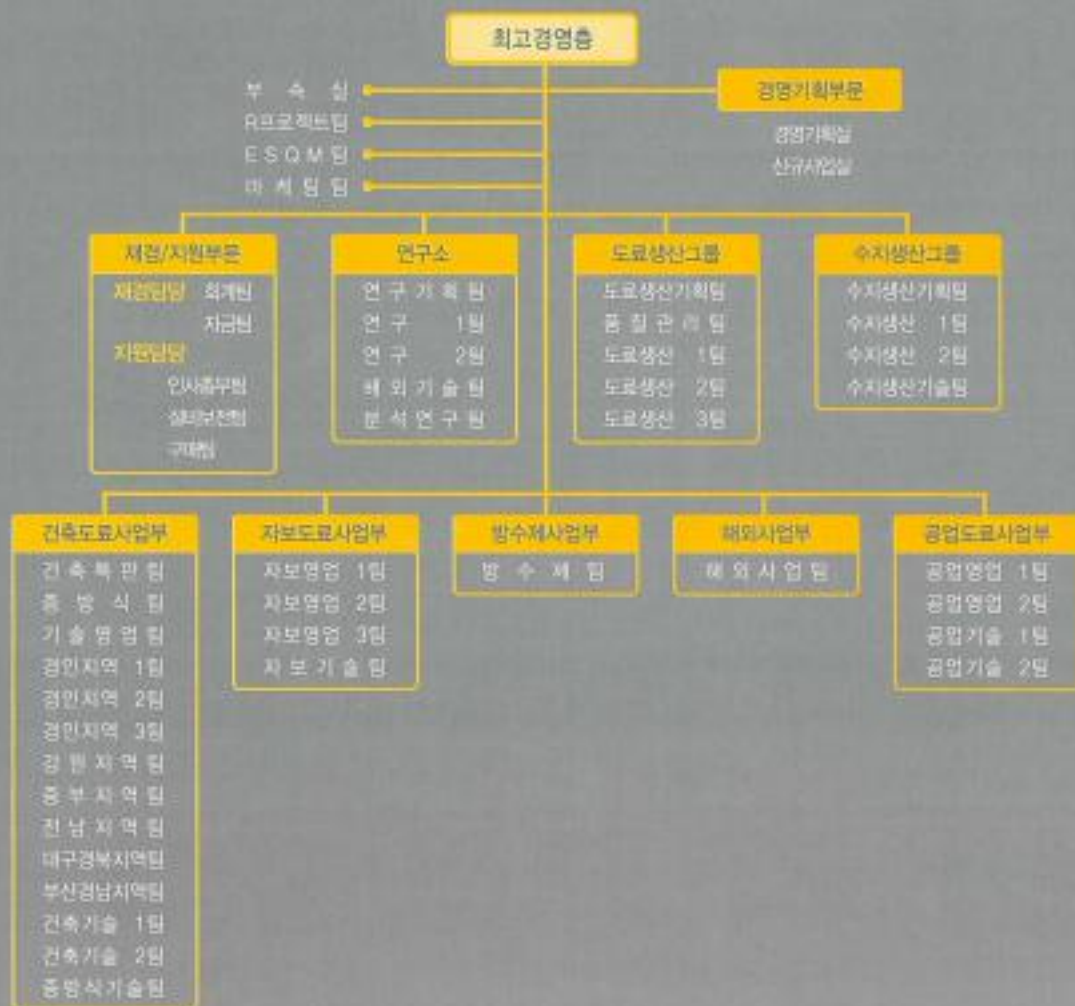 최고경영층
부 속 실
R프로젝트팀
E S Q M 팀
마 케 팅 팀
경영기획부문
경영기획실
신규사업실
재경/지원부문
재경담당 회계팀
자금팀
지원담당
인사총무팀
설비보전팀
구매팀
연구소
연 구 기 획 팀
연 구 1팀
연 구 2팀
해 외 기 술 팀
분 석 연 구 팀
도료생산그룹
도료생산기획팀
품 질 관 리 팀
도료생산 1팀
도료생산 2팀
도료생산 3팀
수지생산그룹
수지생산기획팀
수지생산 1팀
수지생산 2팀
수지생산기술팀
건축도료사업부
건 축 특 판 팀
중 방 식 팀
기 술 영 업 팀
경인지역 1팀
경인지역 2팀
경인지역 3팀
강 원 지 역 팀
중 부 지 역 팀
전 남 지 역 팀
대구경북지역팀
부산경남지역팀
건축기술 1팀
건축기술 2팀
중방식기술팀
자보도료사업부
자보영업 1팀
자보영업 2팀
자보영업 3팀
자 보 기 술 팀
방수제사업부
방 수 제 팀
해외사업부
해 외 사 업 팀
공업도료사업부
공업영업 1팀
공업영업 2팀
공업기술 1팀
공업기술 2팀